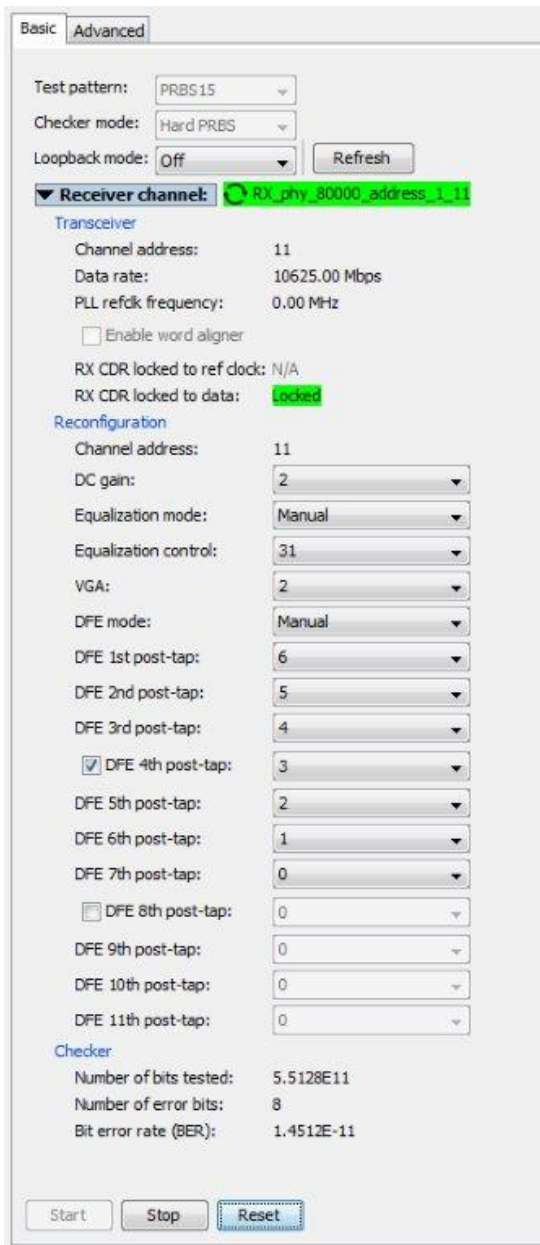 Basic Advanced
Test pattern: PRBS15
Checker mode: Hard PRBS
Loopback mode: Off Refresh
Receiver channel: RX_phy_80000_address_1_11
Transceiver
Channel address: 11
Data rate: 10625.00 Mbps
PLL refclk frequency: 0.00 MHz
Enable word aligner
RX CDR locked to ref clock: N/A
RX CDR locked to data: Locked
Reconfiguration
Channel address: 11
DC gain: 2
Equalization mode: Manual
Equalization control: 31
VGA: 2
DFE mode: Manual
DFE 1st post-tap: 6
DFE 2nd post-tap: 5
DFE 3rd post-tap: 4
DFE 4th post-tap: 3
DFE 5th post-tap: 2
DFE 6th post-tap: 1
DFE 7th post-tap: 0
DFE 8th post-tap: 0
DFE 9th post-tap: 0
DFE 10th post-tap: 0
DFE 11th post-tap: 0
Checker
Number of bits tested: 5.5128E11
Number of error bits: 8
Bit error rate (BER): 1.4512E-11
Start Stop Reset